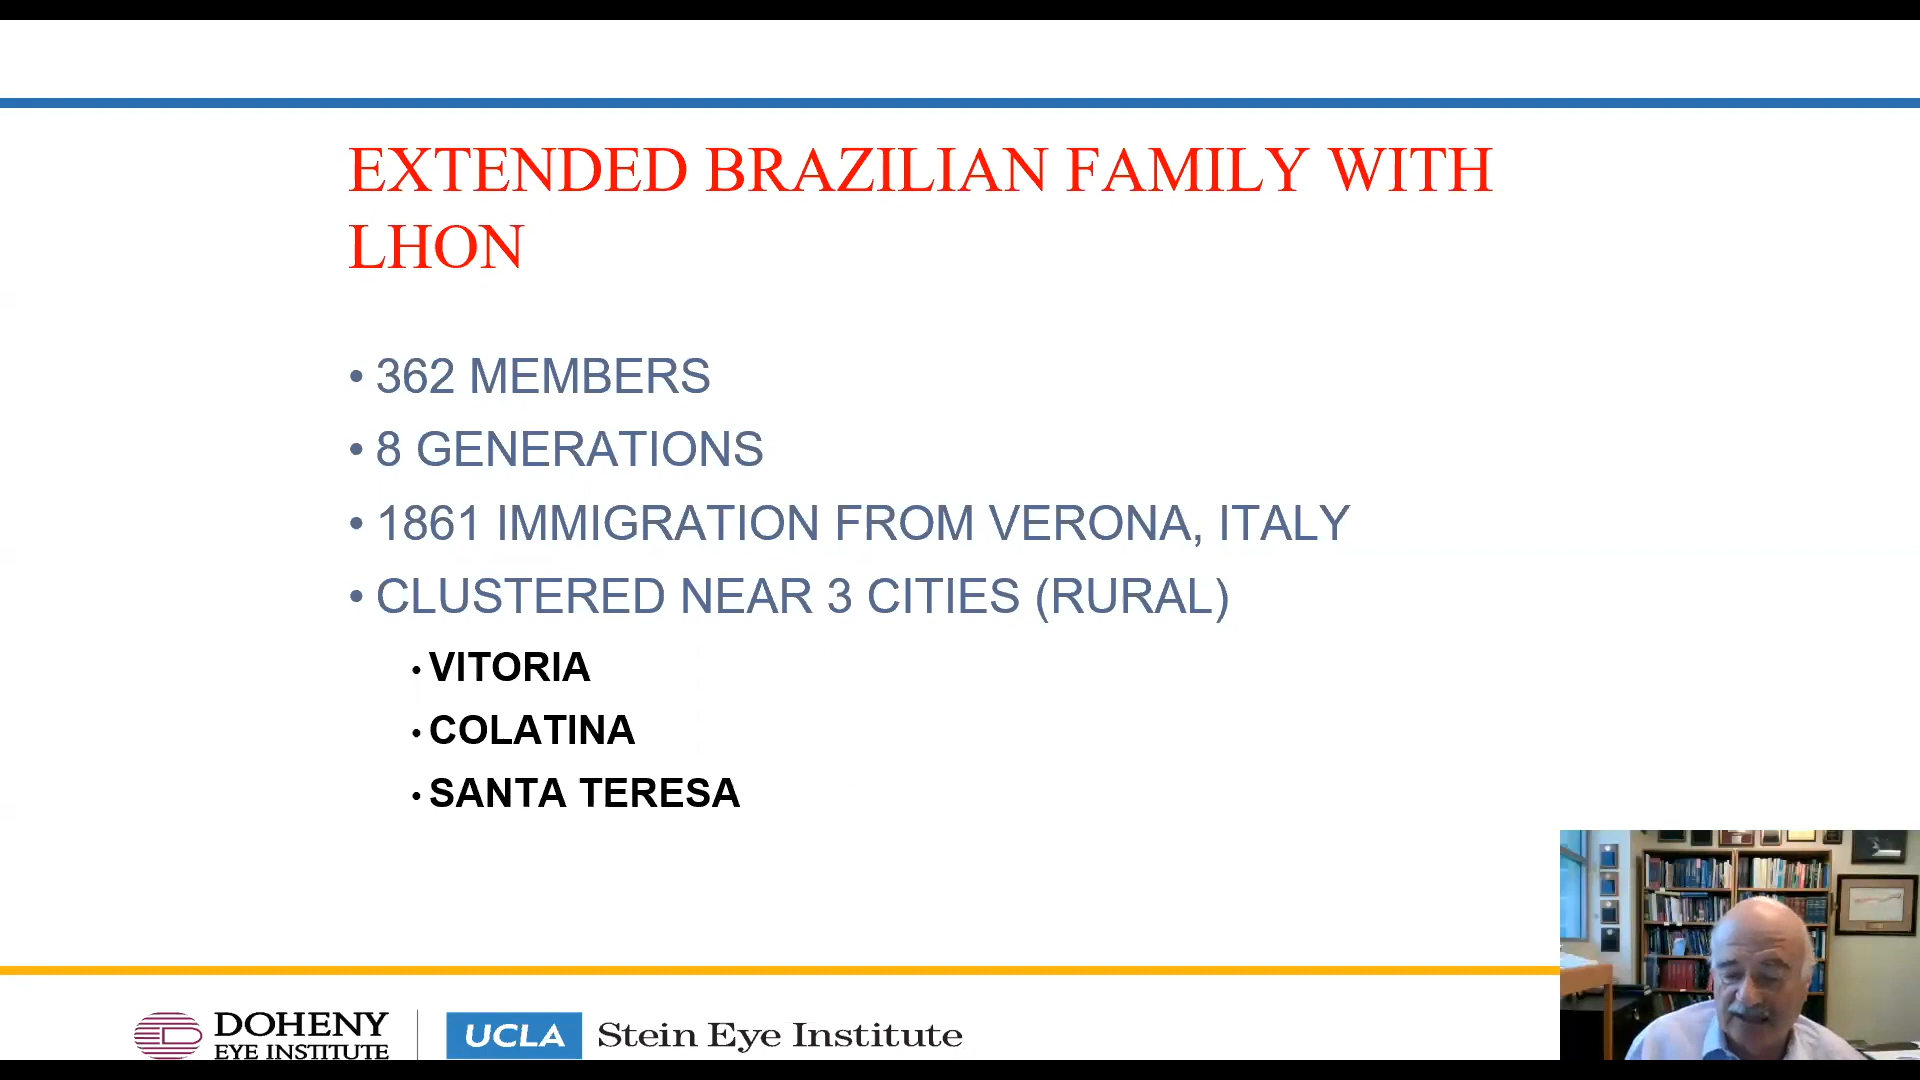 EXTENDED BRAZILIAN FAMILY WITH
LHON
• 362 MEMBERS
• 8 GENERATIONS
• 1861 IMMIGRATION FROM VERONA, ITALY
• CLUSTERED NEAR 3 CITIES (RURAL)
• VITORIA
• COLATINA
• SANTA TERESA
DOHENY
EYE INSTITUTE
UCLA Stein Eye Institute